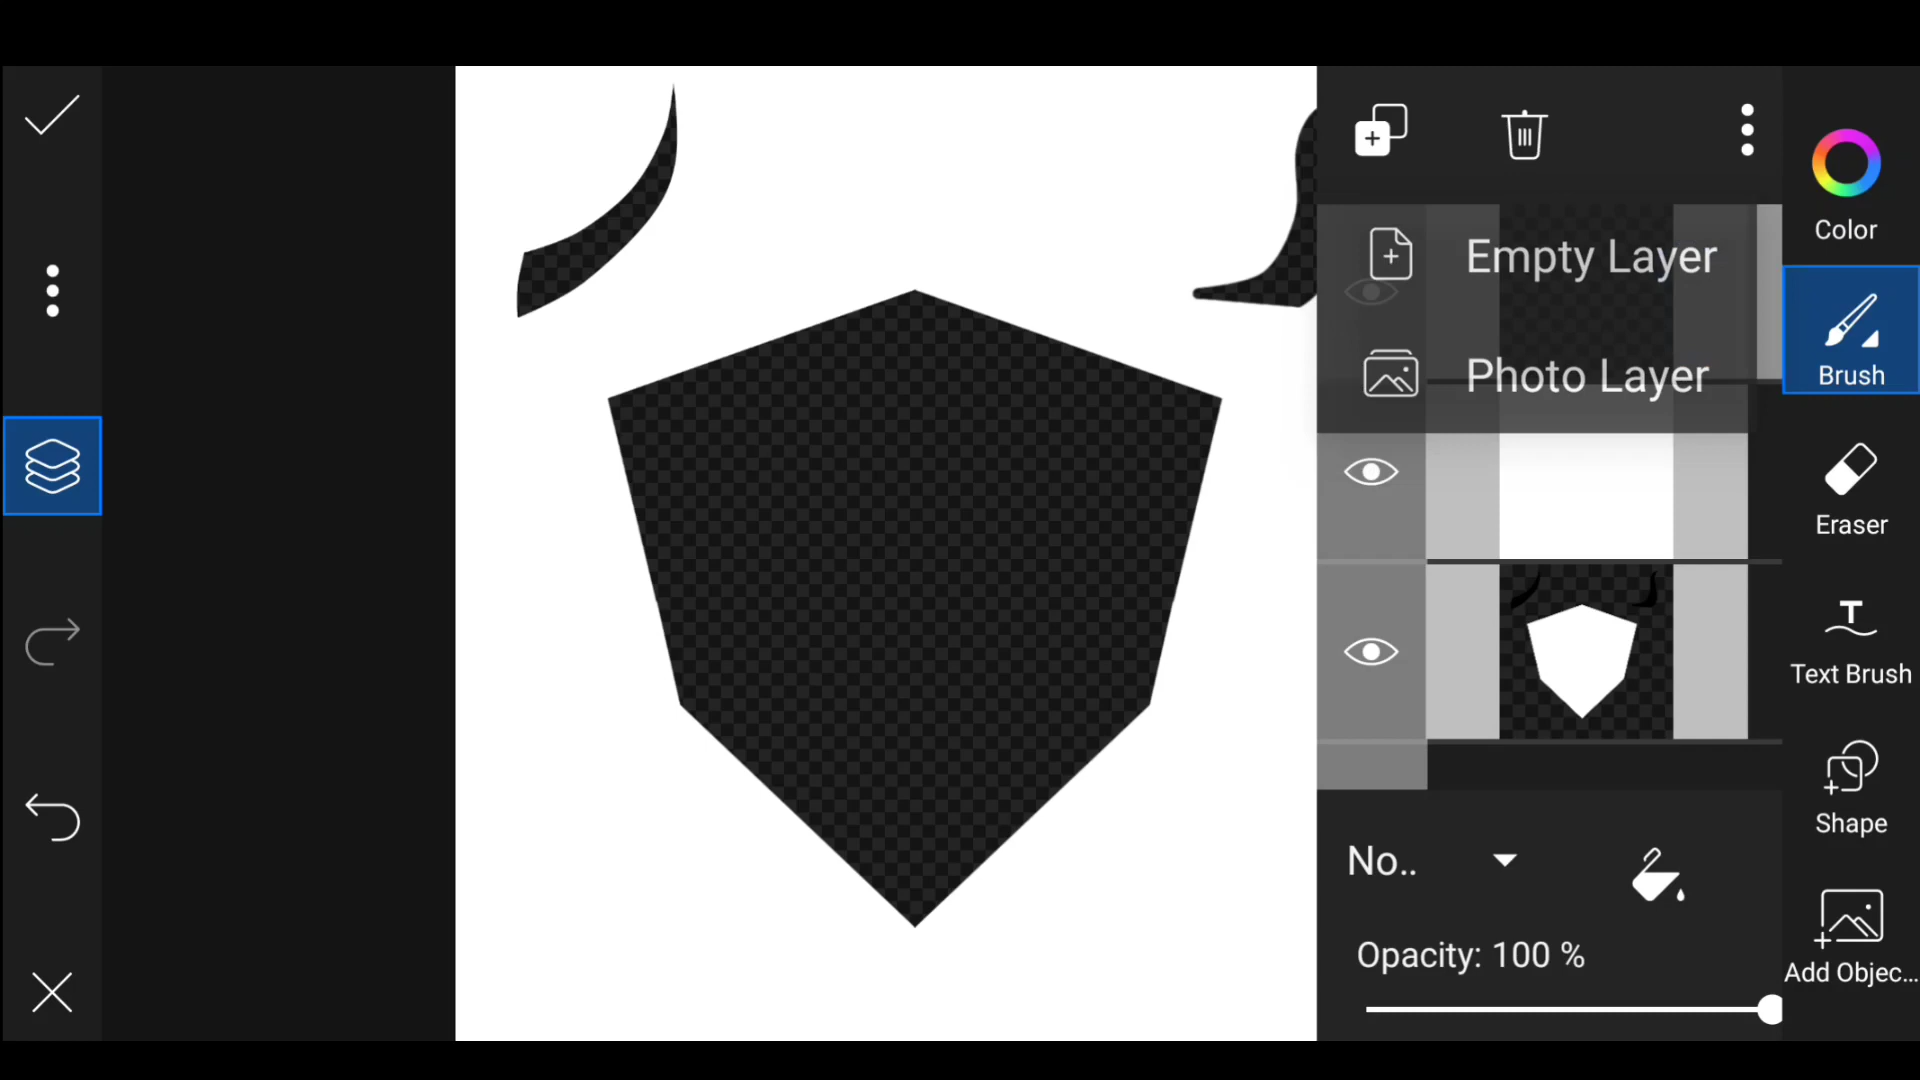 Empty Layer
Photo Layer
No..
Opacity: 100 %
Color
Brush
Eraser
T
Text Brush
Shape
Add Objec...